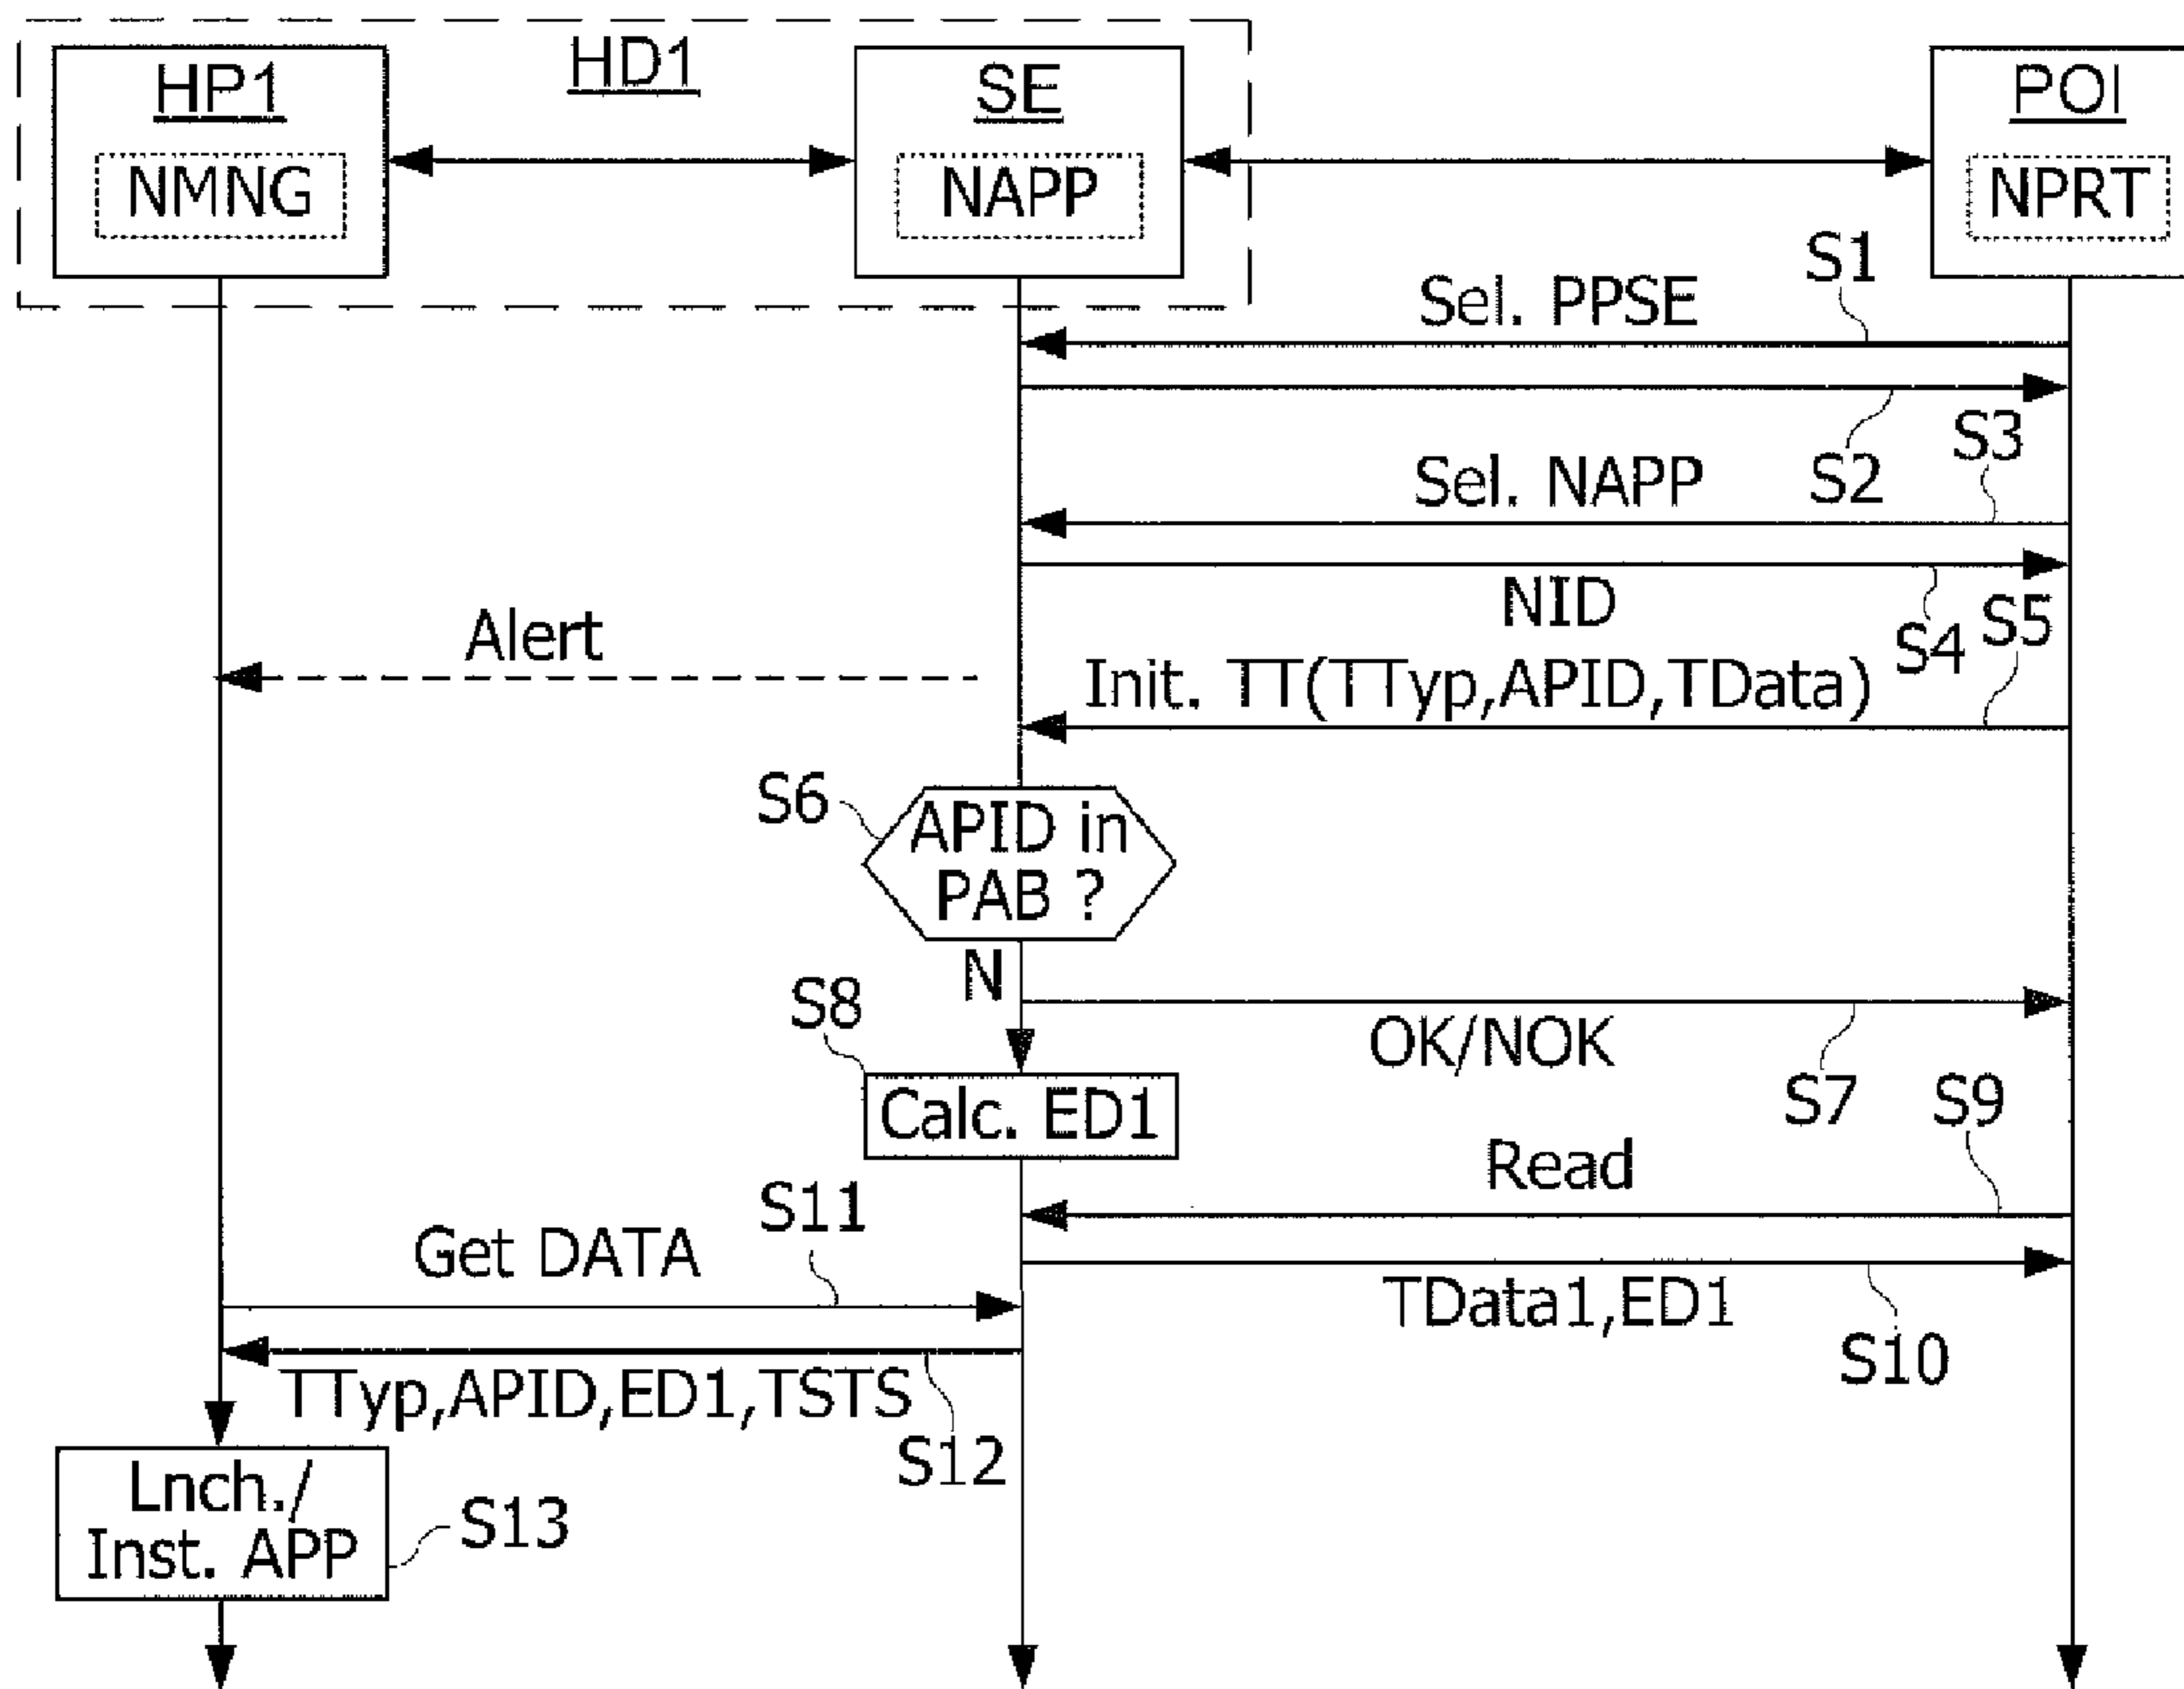 HP1
HD1
SE
POI
NMNG
NAPP
NPRT
S1
Sel. PPSE
S2
S3
Sel. NAPP
NID
S4
S5
Alert
Init. TT(TTyp,APID,TData)
S6
APID in
PAB ?
N
OK/NOK
S7
S8
Calc. ED1
S9
Read
S11
Get DATA
TData1,ED1
S10
TTyp,APID,ED1,TSTS
S12
Lnch./
Inst. APP
S13